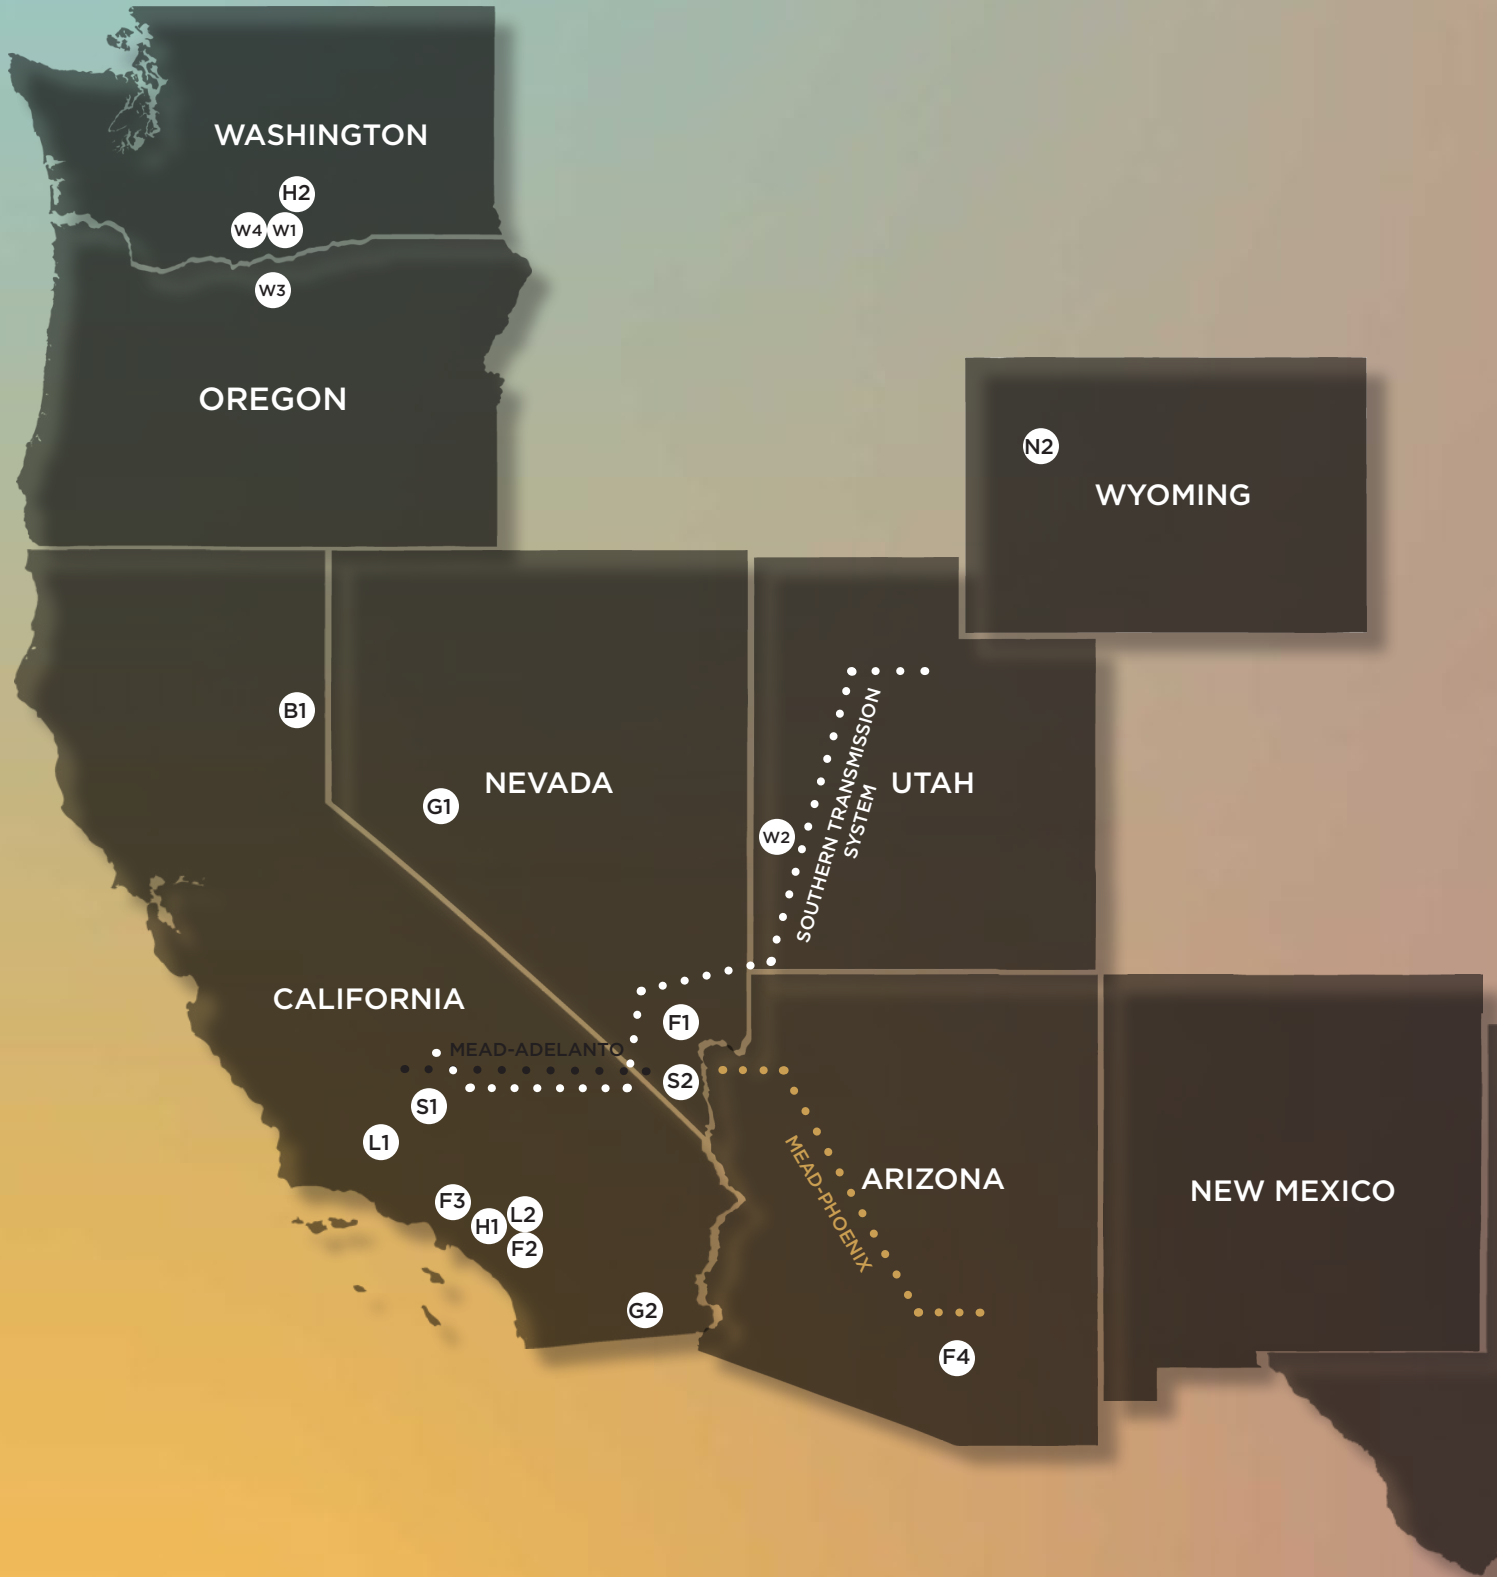 WASHINGTON
H2
W4
W1
W3
OREGON
N2
WYOMING
B1
NEVADA
G1
UTAH
W2
SOUTHERN TRANSMISSION
SYSTEM
CALIFORNIA
F1
MEAD-ADELANTO
S2
S1
L1
MEAD-PHOENIX
ARIZONA
NEW MEXICO
F3
L2
H1
F2
G2
F4